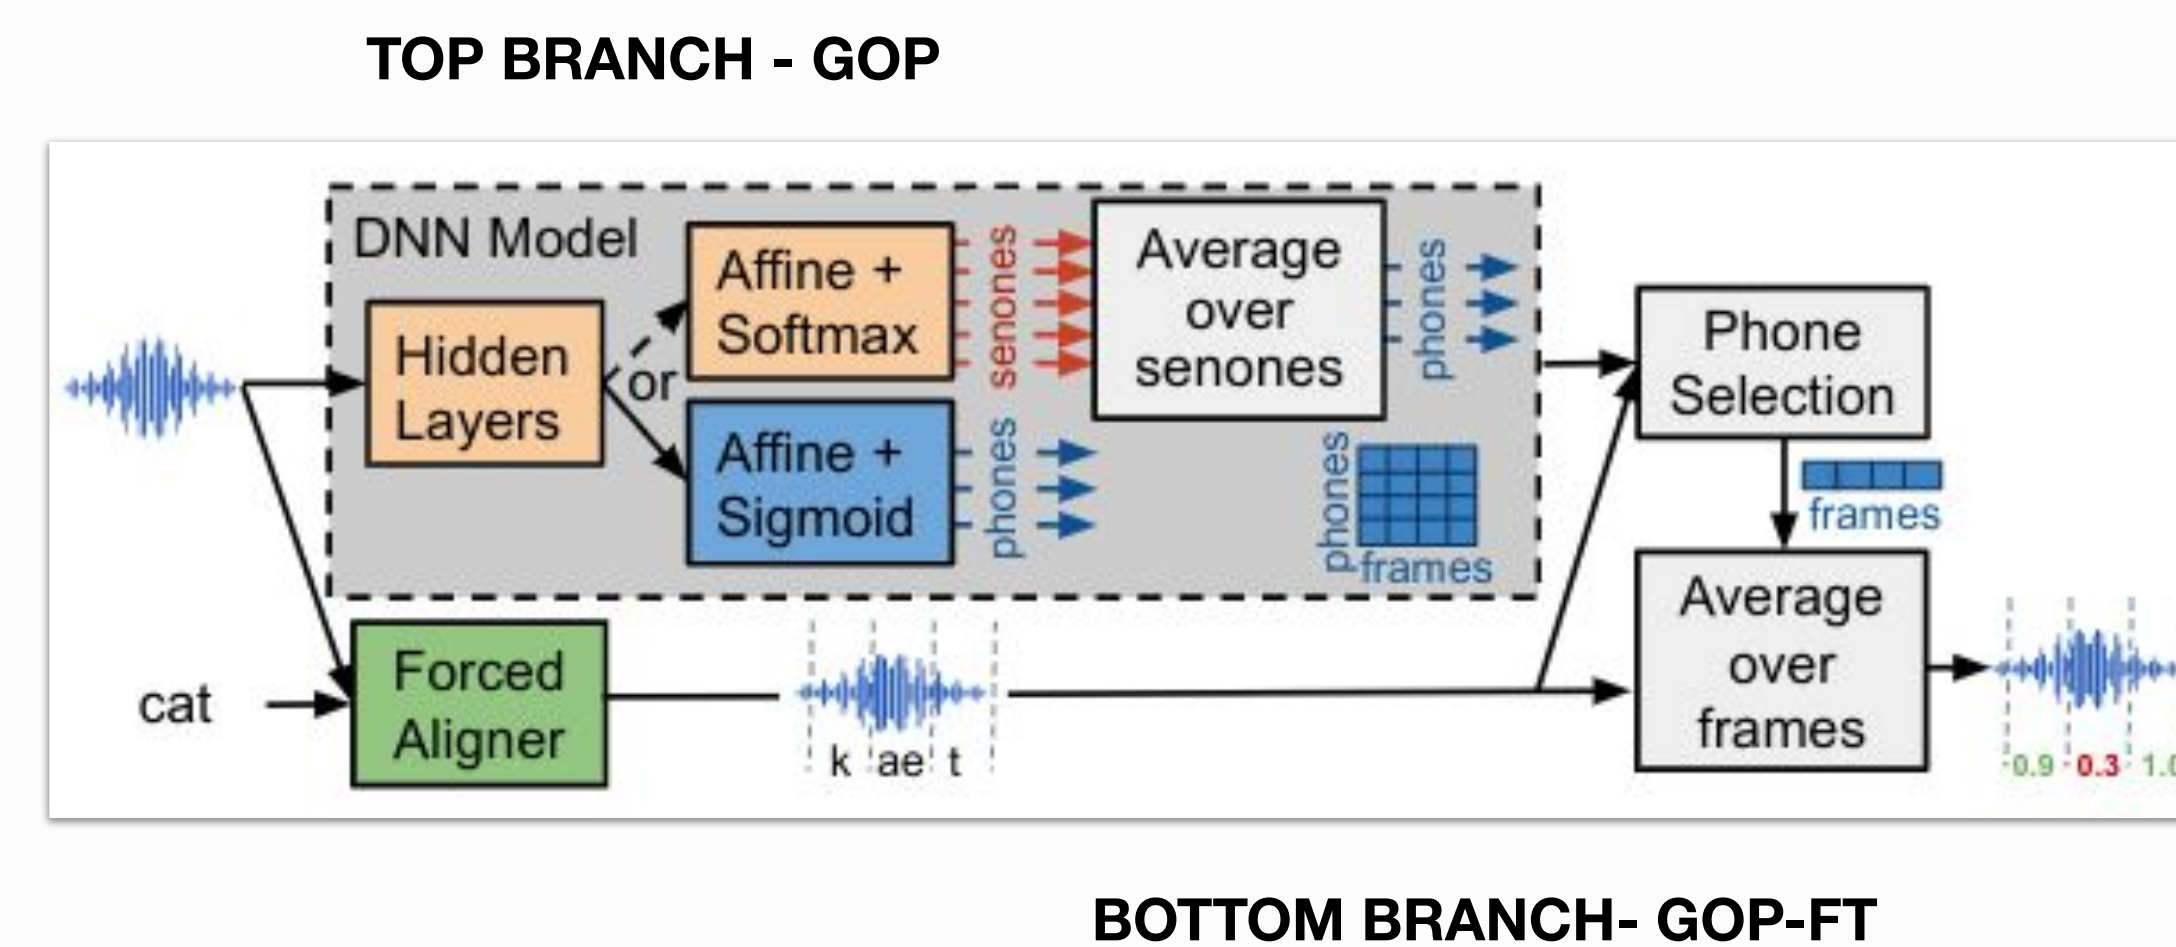 TOP BRANCH - GOP
DNN Model
Hidden
Layers
or
Affine +
Softmax
senones
Average
over
senones
phones
Affine +
Sigmoid
phones
phones
frames
Phone
Selection
frames
Average
over
frames
cat
Forced
Aligner
k ae t
0.9 0.3 1.0
BOTTOM BRANCH- GOP-FT